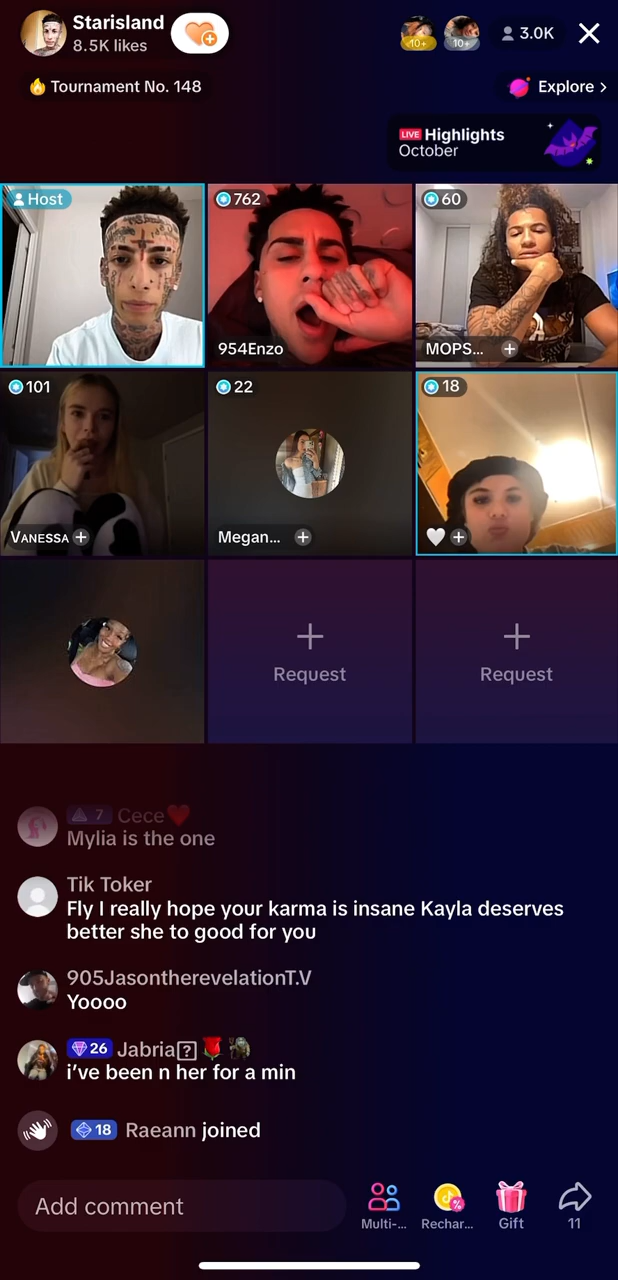 Starisland
8.5K likes
10+
10+
3.0K
Tournament No. 148
Explore >
LIVE Highlights
October
Host
762
60
954Enzo
MOPS... +
101
22
18
Vanessa +
Megan... +
🤍 +
+
Request
+
Request
7 Cece❤️
Mylia is the one
Tik Toker
Fly I really hope your karma is insane Kayla deserves
better she to good for you
905JasontherevelationT.V
Yoooo
26 Jabria🌹
i've been n her for a min
18 Raeann joined
Add comment
Multi-...
Rechar...
Gift
11